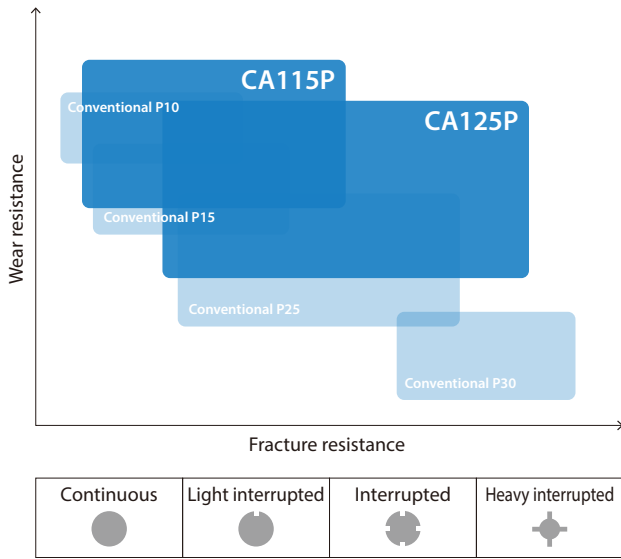 CA115P
Conventional P10
CA125P
Conventional P15
Conventional P25
Conventional P30
Wear resistance
Fracture resistance
Continuous
Light interrupted
Interrupted
Heavy interrupted